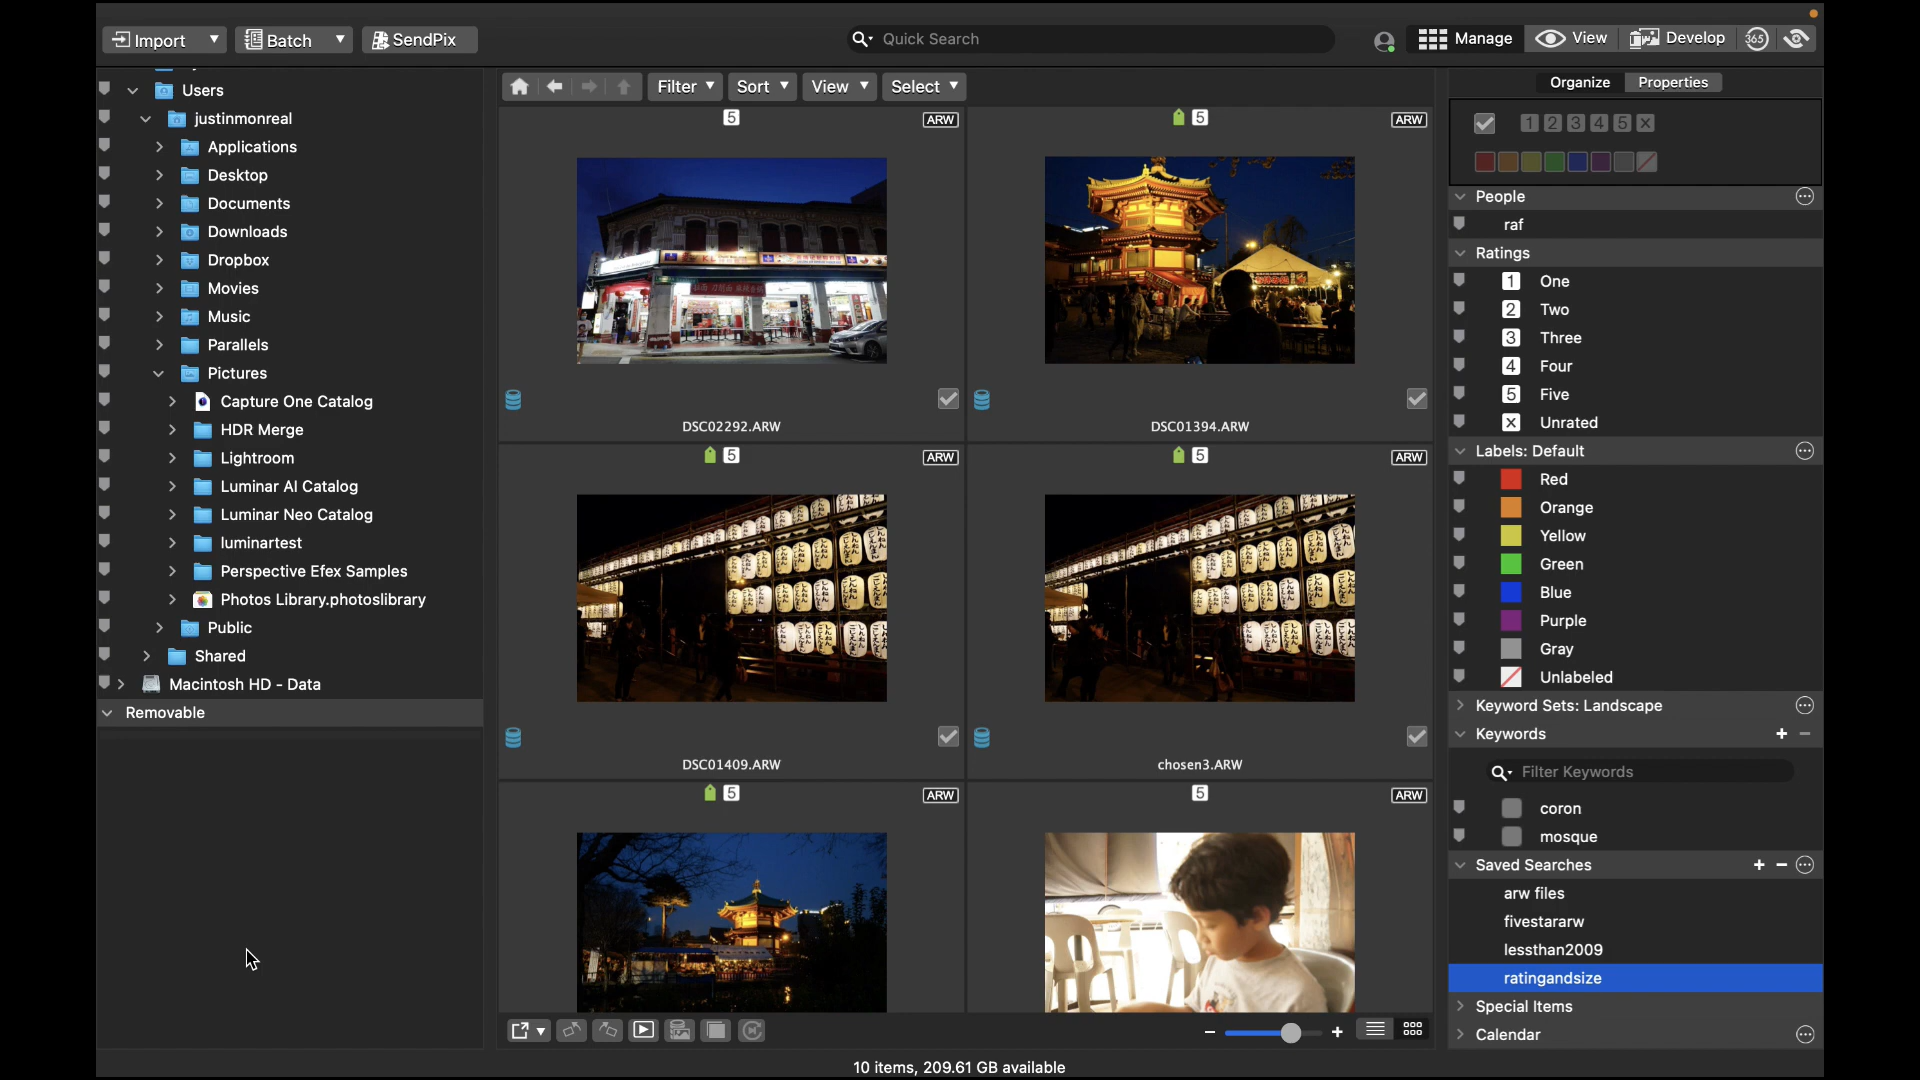 Import
Batch
SendPix
Quick Search
Manage
View
Develop
365
Users
justinmonreal
Applications
Desktop
Documents
Downloads
Dropbox
Movies
Music
Parallels
Pictures
Capture One Catalog
HDR Merge
Lightroom
Luminar AI Catalog
Luminar Neo Catalog
luminartest
Perspective Efex Samples
Photos Library.photoslibrary
Public
Shared
Macintosh HD - Data
Removable
Filter
Sort
View
Select
5
ARW
5
ARW
DSC02292.ARW
DSC01394.ARW
5
ARW
5
ARW
DSC01409.ARW
chosen3.ARW
5
ARW
5
ARW
10 items, 209.61 GB available
Organize
Properties
1 2 3 4 5 x
People
raf
Ratings
1 One
2 Two
3 Three
4 Four
5 Five
x Unrated
Labels: Default
Red
Orange
Yellow
Green
Blue
Purple
Gray
Unlabeled
Keyword Sets: Landscape
Keywords
Filter Keywords
coron
mosque
Saved Searches
arw files
fivestararw
lessthan2009
ratingandsize
Special Items
Calendar